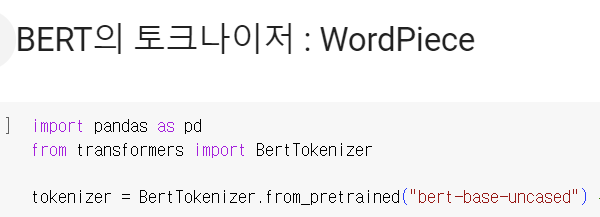 BERT의 토크나이저 : WordPiece
] import pandas as pd
from transformers import BertTokenizer
tokenizer = BertTokenizer.from_pretrained("bert-base-uncased")